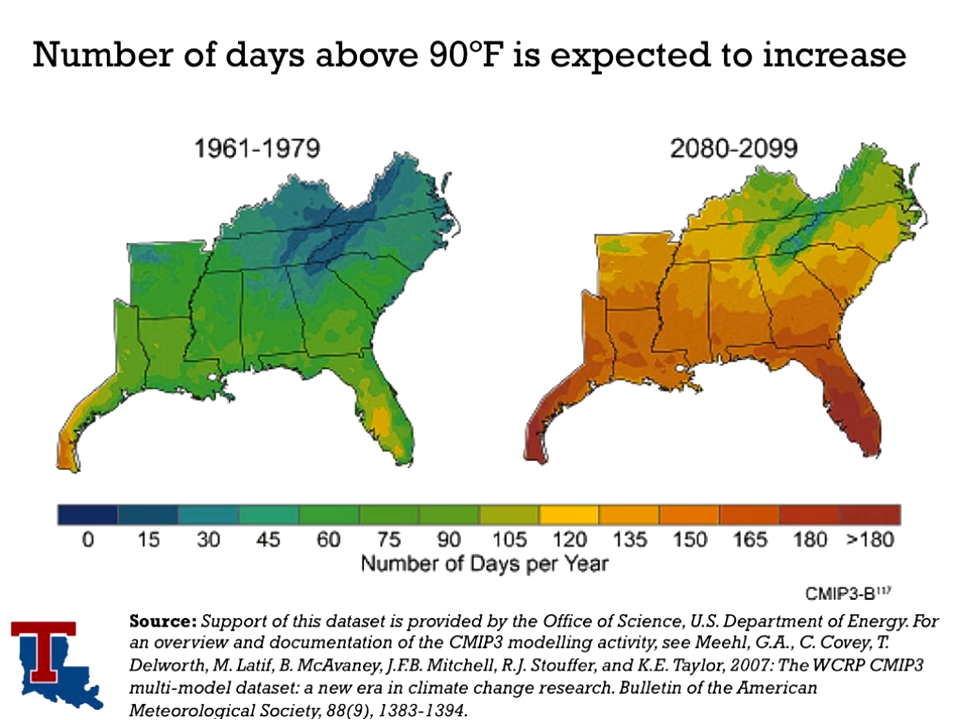 Number of days above 90°F is expected to increase
1961-1979
2080-2099
0 15 30 45 60 75 90 105 120 135 150 165 180 >180
Number of Days per Year
CMIP3-B¹¹⁷
Source: Support of this dataset is provided by the Office of Science, U.S. Department of Energy. For
an overview and documentation of the CMIP3 modelling activity, see Meehl, G.A., C. Covey, T.
Delworth, M. Latif, B. McAvaney, J.F.B. Mitchell, R.J. Stouffer, and K.E. Taylor, 2007: The WCRP CMIP3
multi-model dataset: a new era in climate change research. Bulletin of the American
Meteorological Society, 88(9), 1383-1394.
T